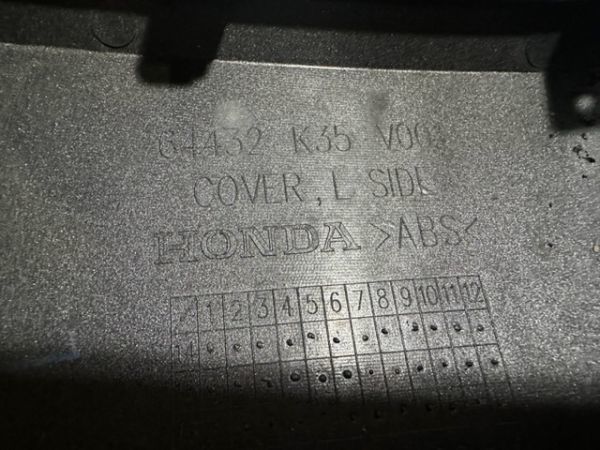 64432 K35 V00
COVER, L SIDE
HONDA >ABS<
/ 1 2 3 4 5 6 7 8 9 10 11 12
14